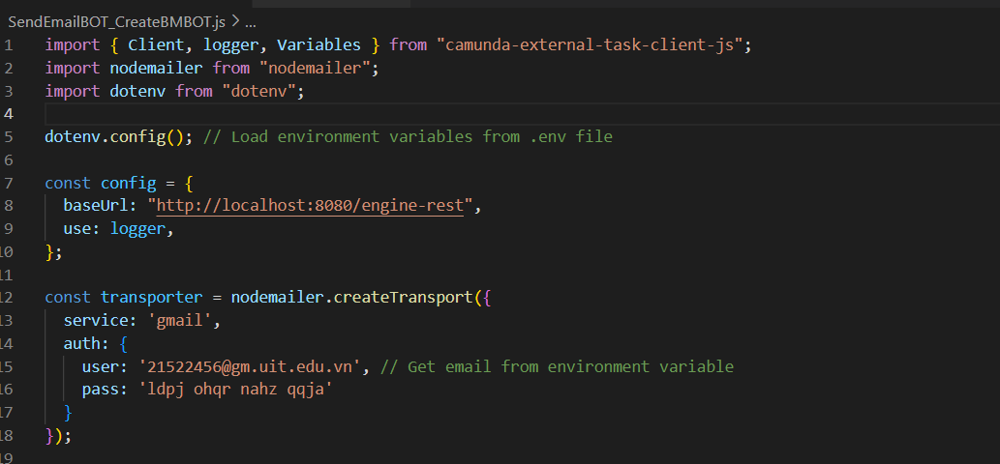 SendEmailBOT_CreateBMBOT.js > ...
1 import { Client, logger, Variables } from "camunda-external-task-client-js";
2 import nodemailer from "nodemailer";
3 import dotenv from "dotenv";
4
5 dotenv.config(); // Load environment variables from .env file
6
7 const config = {
8 baseUrl: "http://localhost:8080/engine-rest",
9 use: logger,
10 };
11
12 const transporter = nodemailer.createTransport({
13 service: 'gmail',
14 auth: {
15 user: '21522456@gm.uit.edu.vn', // Get email from environment variable
16 pass: 'ldpj ohqr nahz qqja'
17 }
18 });
19